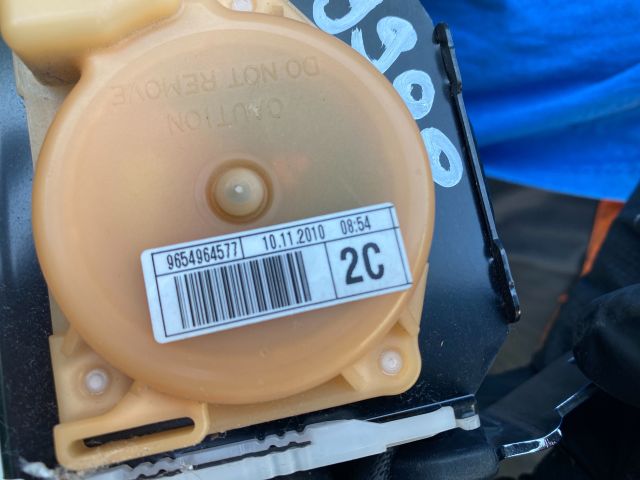 CAUTION
DO NOT REMOVE
9654964577 10.11.2010 08:54
2C